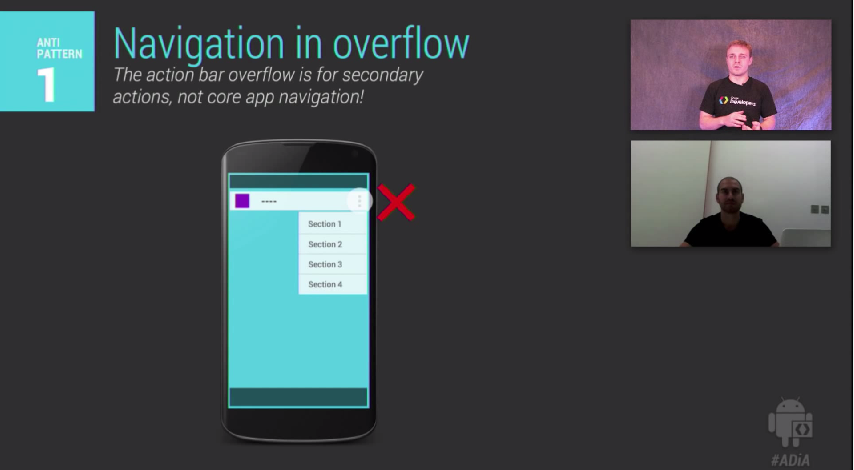 ANTI
PATTERN
1
Navigation in overflow
The action bar overflow is for secondary
actions, not core app navigation!
----
Section 1
Section 2
Section 3
Section 4
developers
#ADiA